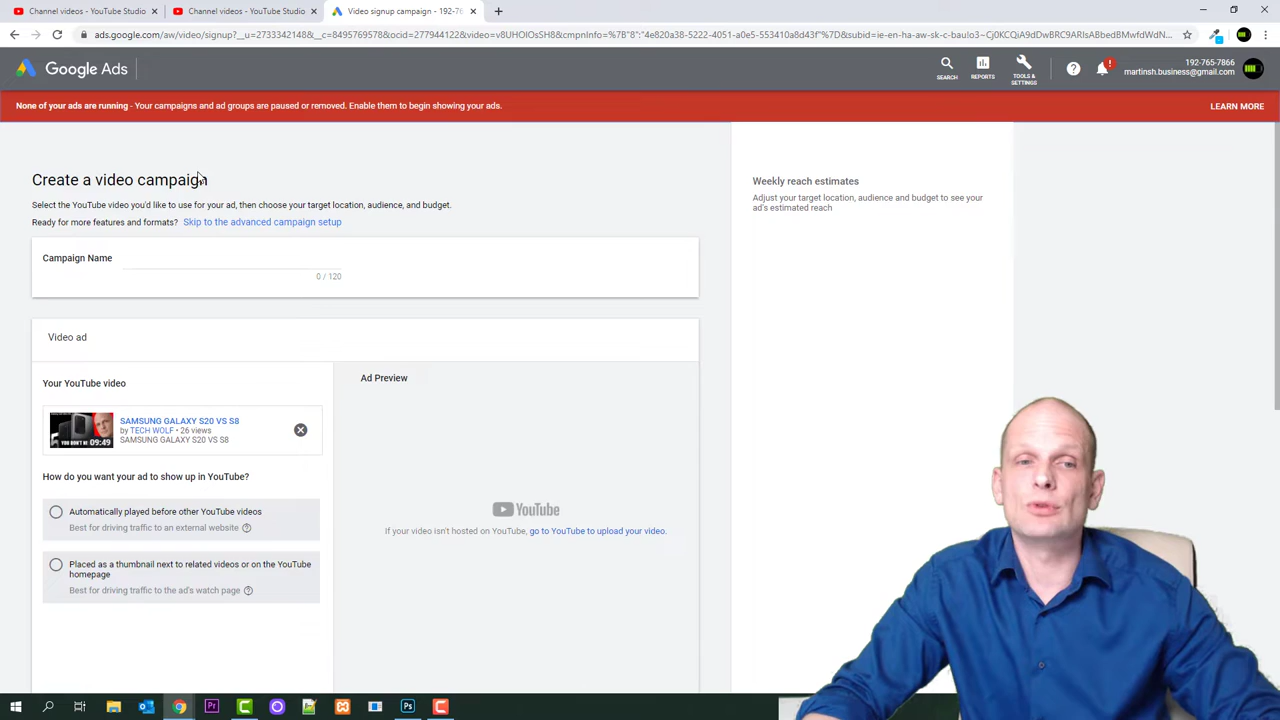 Channel videos - YouTube Studio
Channel videos - YouTube Studio
Video signup campaign - 192-76
Google Ads
SEARCH
REPORTS
TOOLS &
SETTINGS
192-765-7866
martinsh.business@gmail.com
None of your ads are running - Your campaigns and ad groups are paused or removed. Enable them to begin showing your ads.
LEARN MORE
Create a video campaign
Select the YouTube video you'd like to use for your ad, then choose your target location, audience, and budget.
Ready for more features and formats? Skip to the advanced campaign setup
Campaign Name
0 / 120
Weekly reach estimates
Adjust your target location, audience and budget to see your
ad's estimated reach
Video ad
Your YouTube video
Ad Preview
SAMSUNG GALAXY S20 VS S8
by TECH WOLF • 26 views
SAMSUNG GALAXY S20 VS S8
09:49
How do you want your ad to show up in YouTube?
Automatically played before other YouTube videos
Best for driving traffic to an external website
Placed as a thumbnail next to related videos or on the YouTube
homepage
Best for driving traffic to the ad's watch page
YouTube
If your video isn't hosted on YouTube, go to YouTube to upload your video.